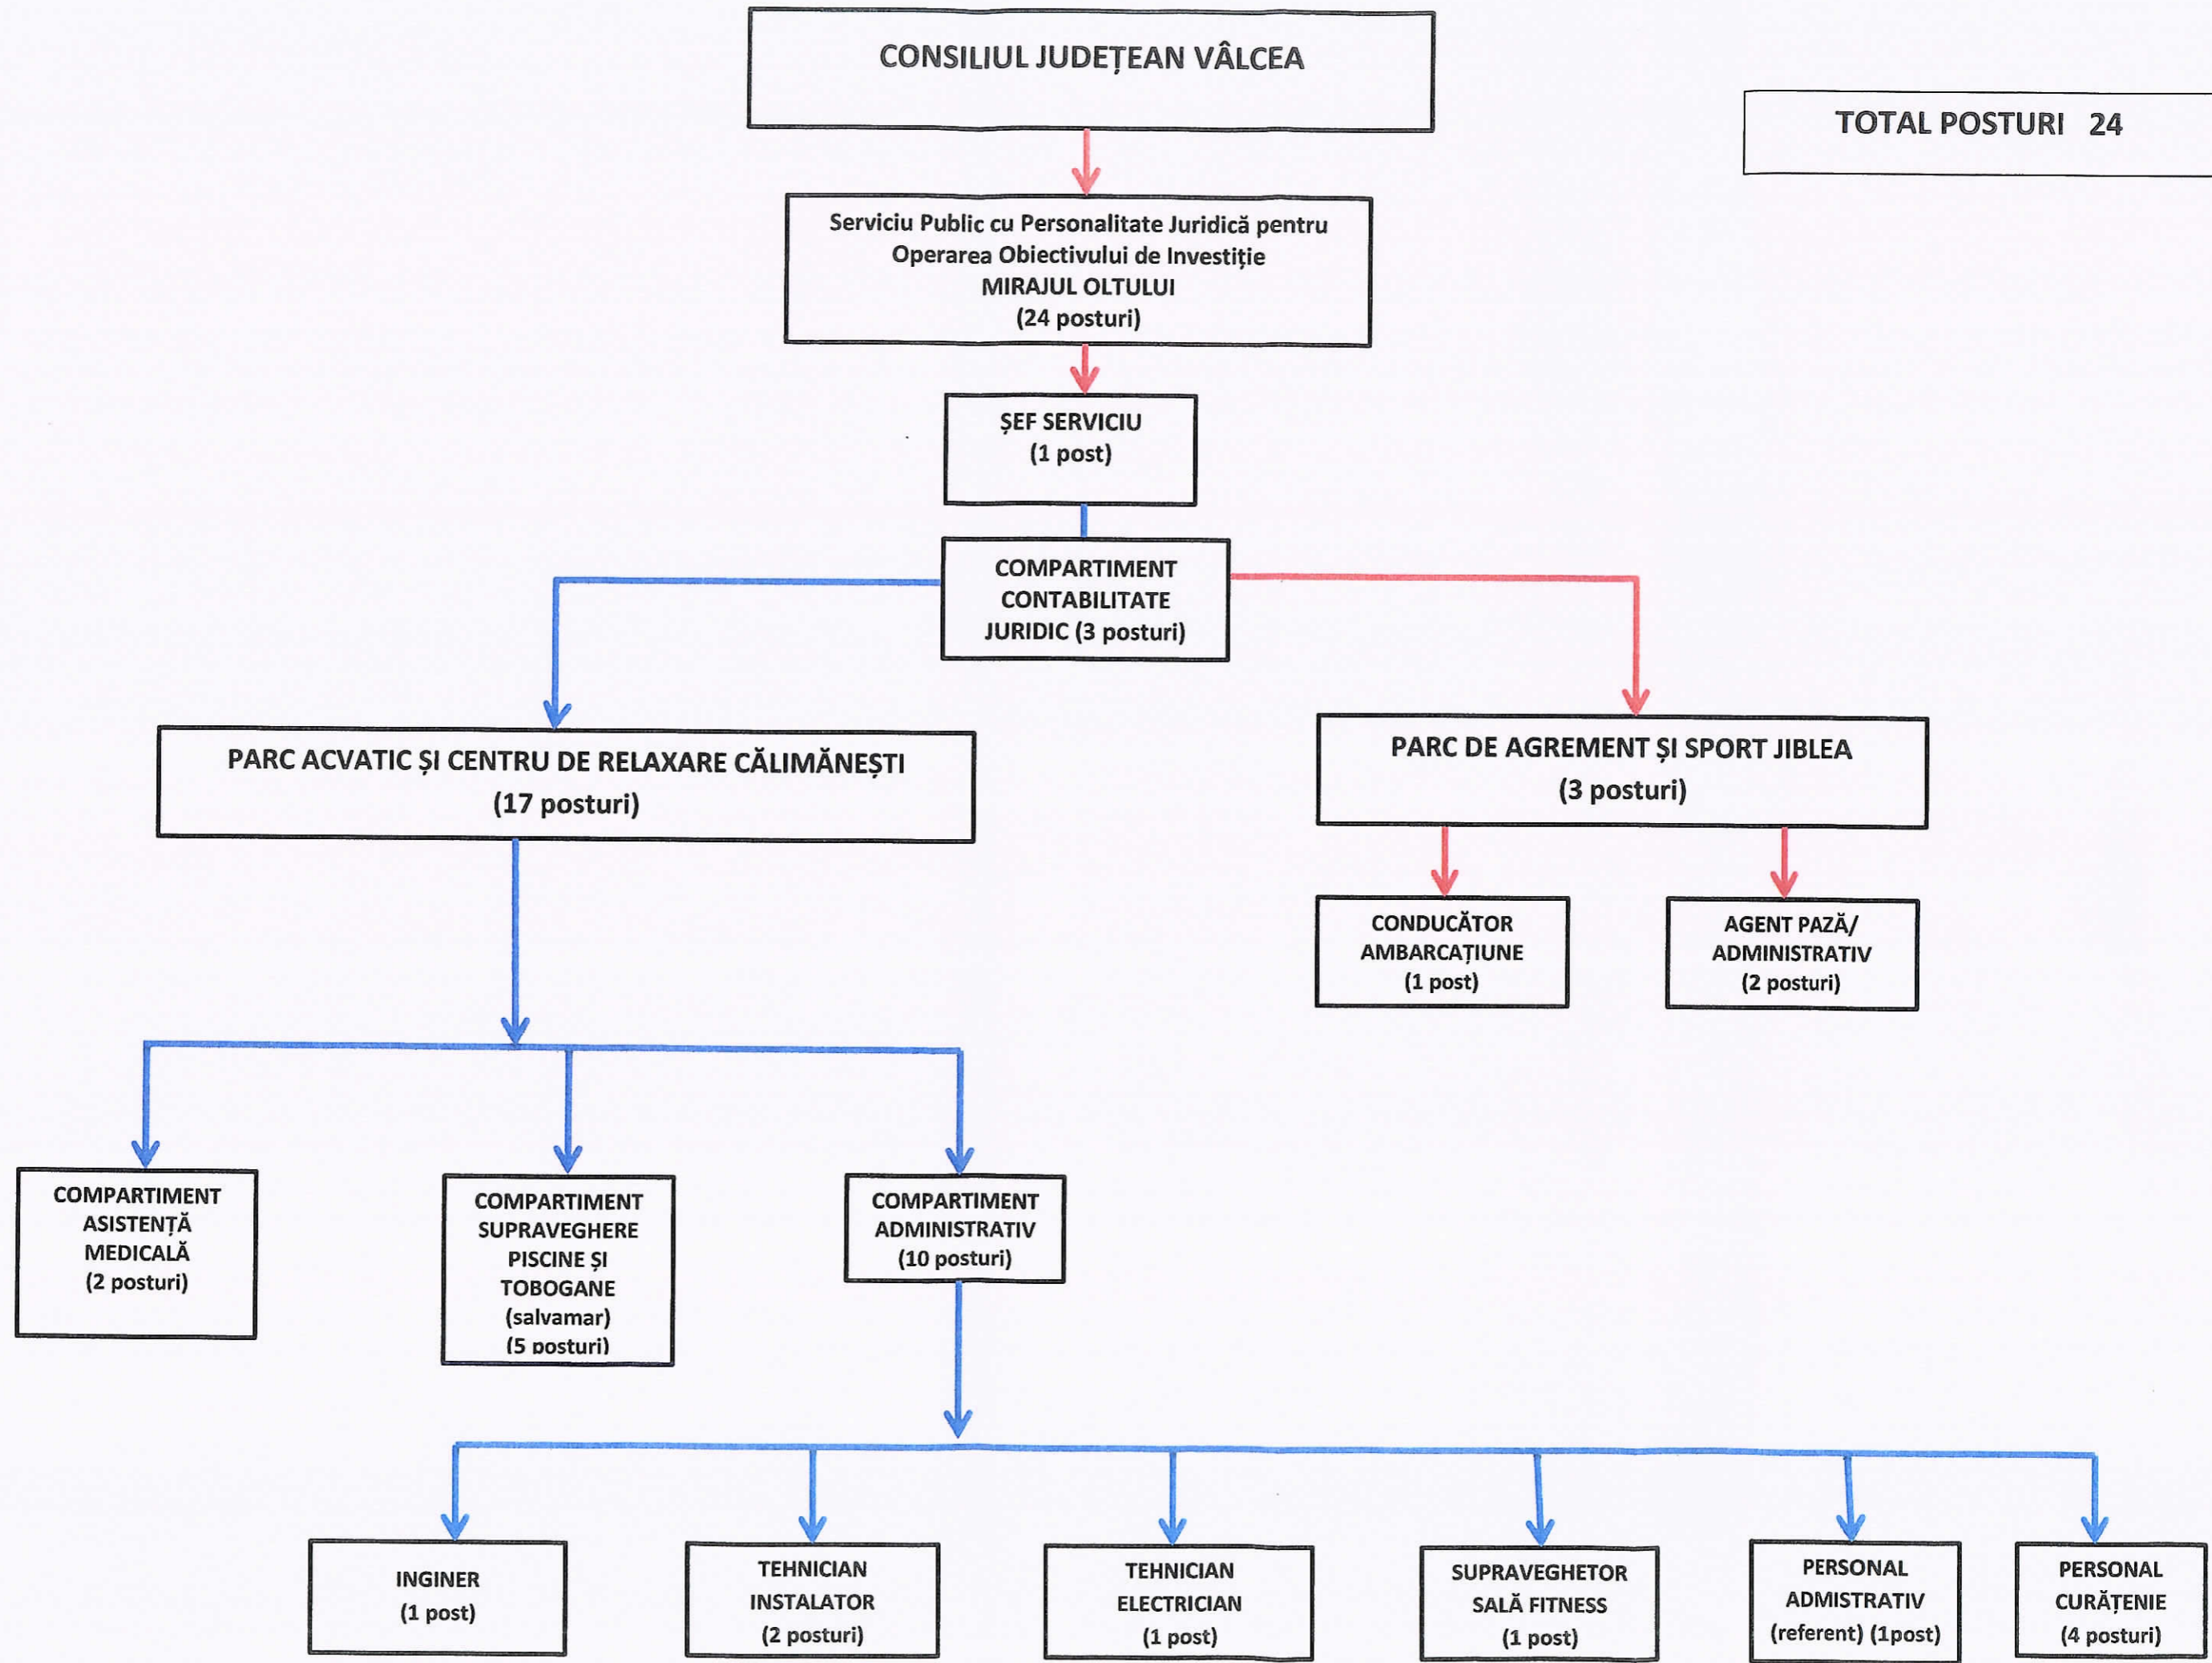 CONSILIUL JUDEȚEAN VÂLCEA
TOTAL POSTURI 24
Serviciu Public cu Personalitate Juridică pentru
Operarea Obiectivului de Investiție
MIRAJUL OLTULUI
(24 posturi)
ȘEF SERVICIU
(1 post)
COMPARTIMENT
CONTABILITATE
JURIDIC (3 posturi)
PARC ACVATIC ȘI CENTRU DE RELAXARE CĂLIMĂNEȘTI
(17 posturi)
PARC DE AGREMENT ȘI SPORT JIBLEA
(3 posturi)
CONDUCĂTOR
AMBARCAȚIUNE
(1 post)
AGENT PAZĂ/
ADMINISTRATIV
(2 posturi)
COMPARTIMENT
ASISTENȚĂ
MEDICALĂ
(2 posturi)
COMPARTIMENT
SUPRAVEGHERE
PISCINE ȘI
TOBOGANE
(salvamar)
(5 posturi)
COMPARTIMENT
ADMINISTRATIV
(10 posturi)
INGINER
(1 post)
TEHNICIAN
INSTALATOR
(2 posturi)
TEHNICIAN
ELECTRICIAN
(1 post)
SUPRAVEGHETOR
SALĂ FITNESS
(1 post)
PERSONAL
ADMISTRATIV
(referent) (1post)
PERSONAL
CURĂȚENIE
(4 posturi)